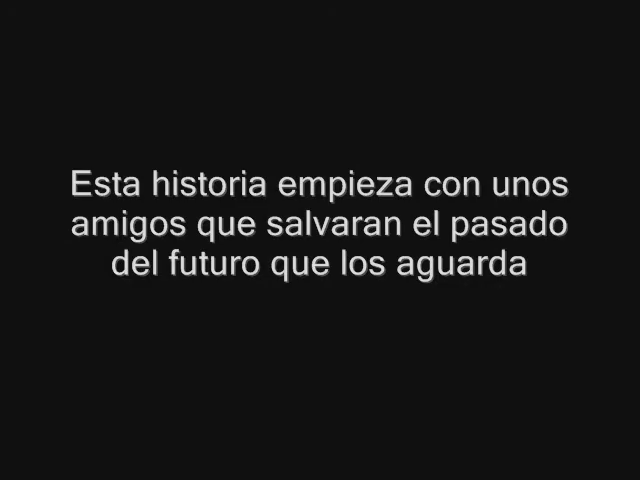 Esta historia empieza con unos
amigos que salvaran el pasado
del futuro que los aguarda